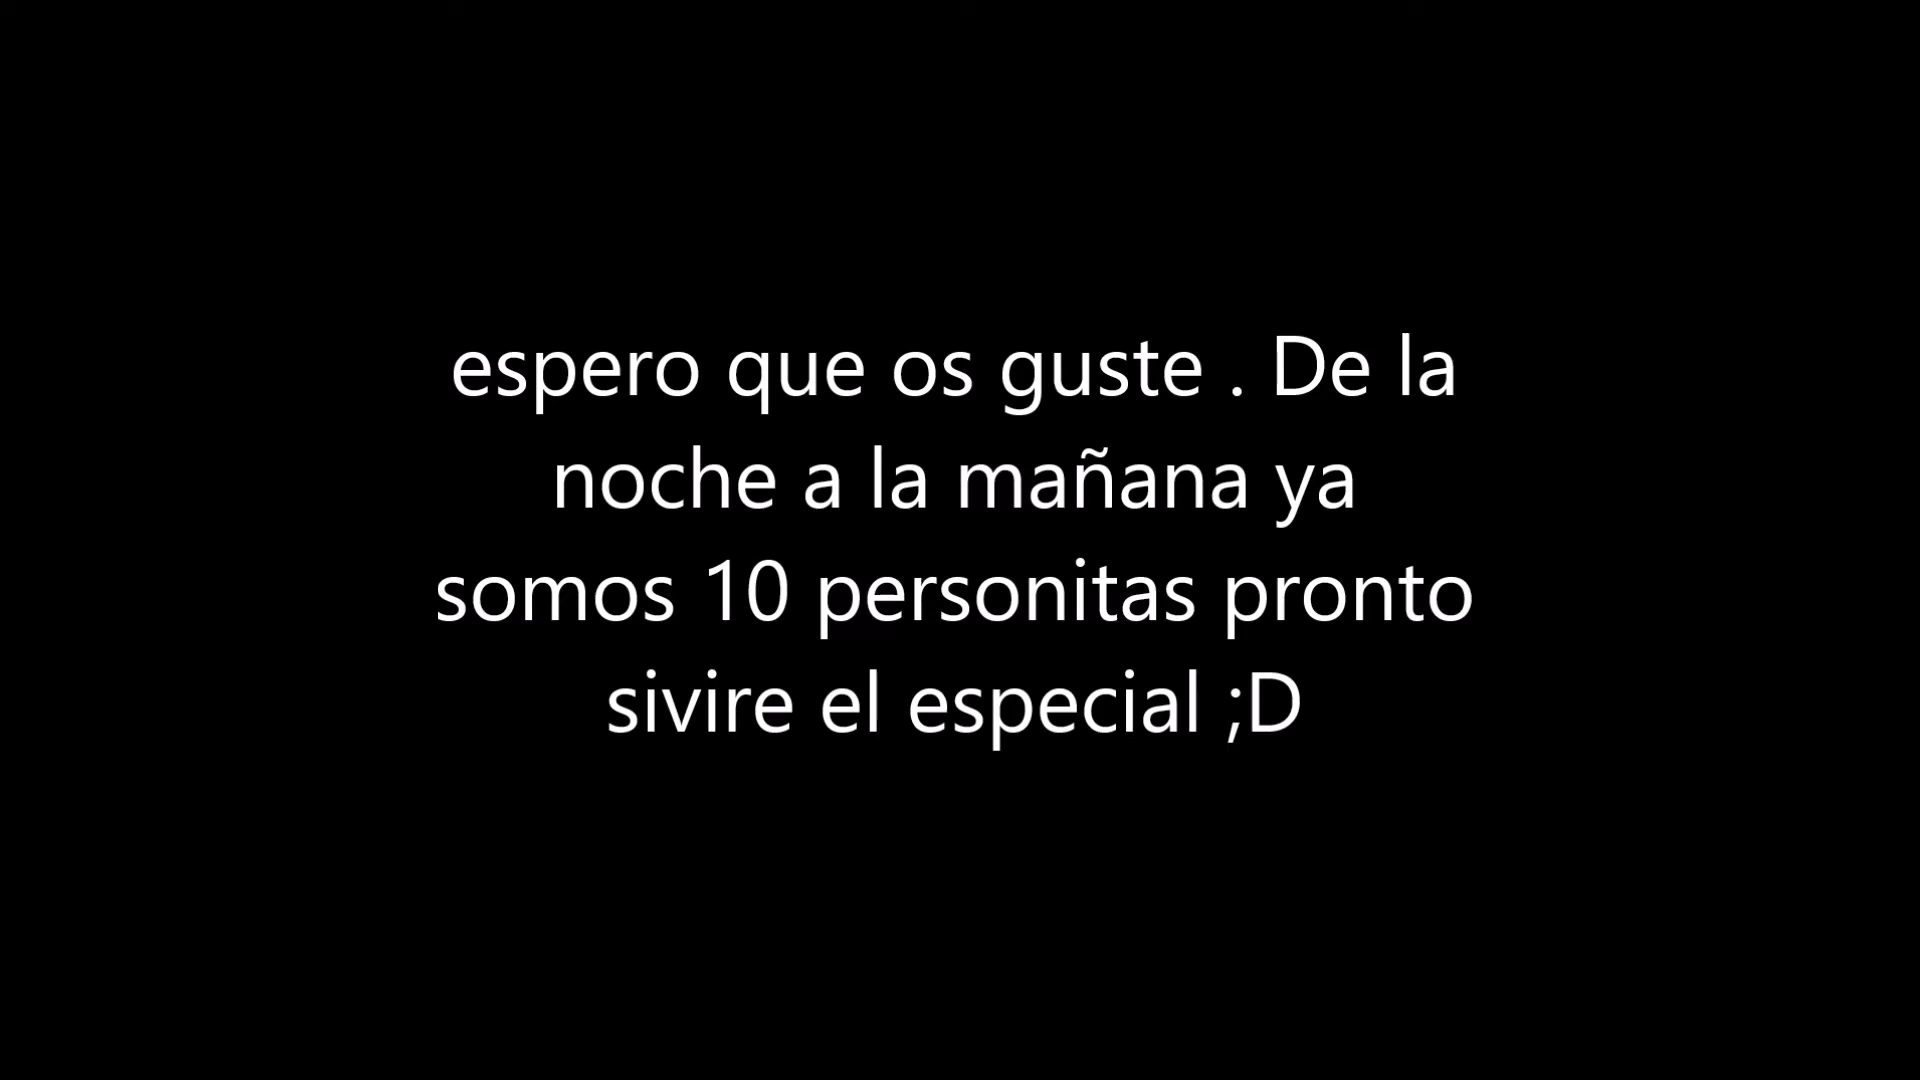 espero que os guste . De la
noche a la mañana ya
somos 10 personitas pronto
sivire el especial ;D